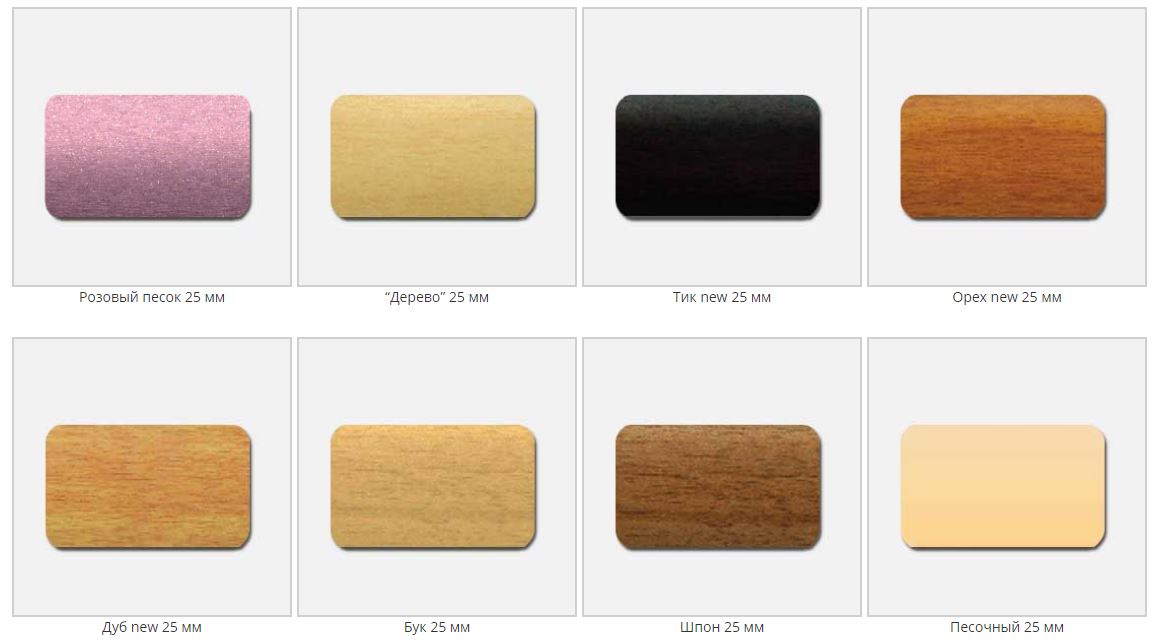 Розовый песок 25 мм
“Дерево” 25 мм
Тик new 25 мм
Орех new 25 мм
Дуб new 25 мм
Бук 25 мм
Шпон 25 мм
Песочный 25 мм